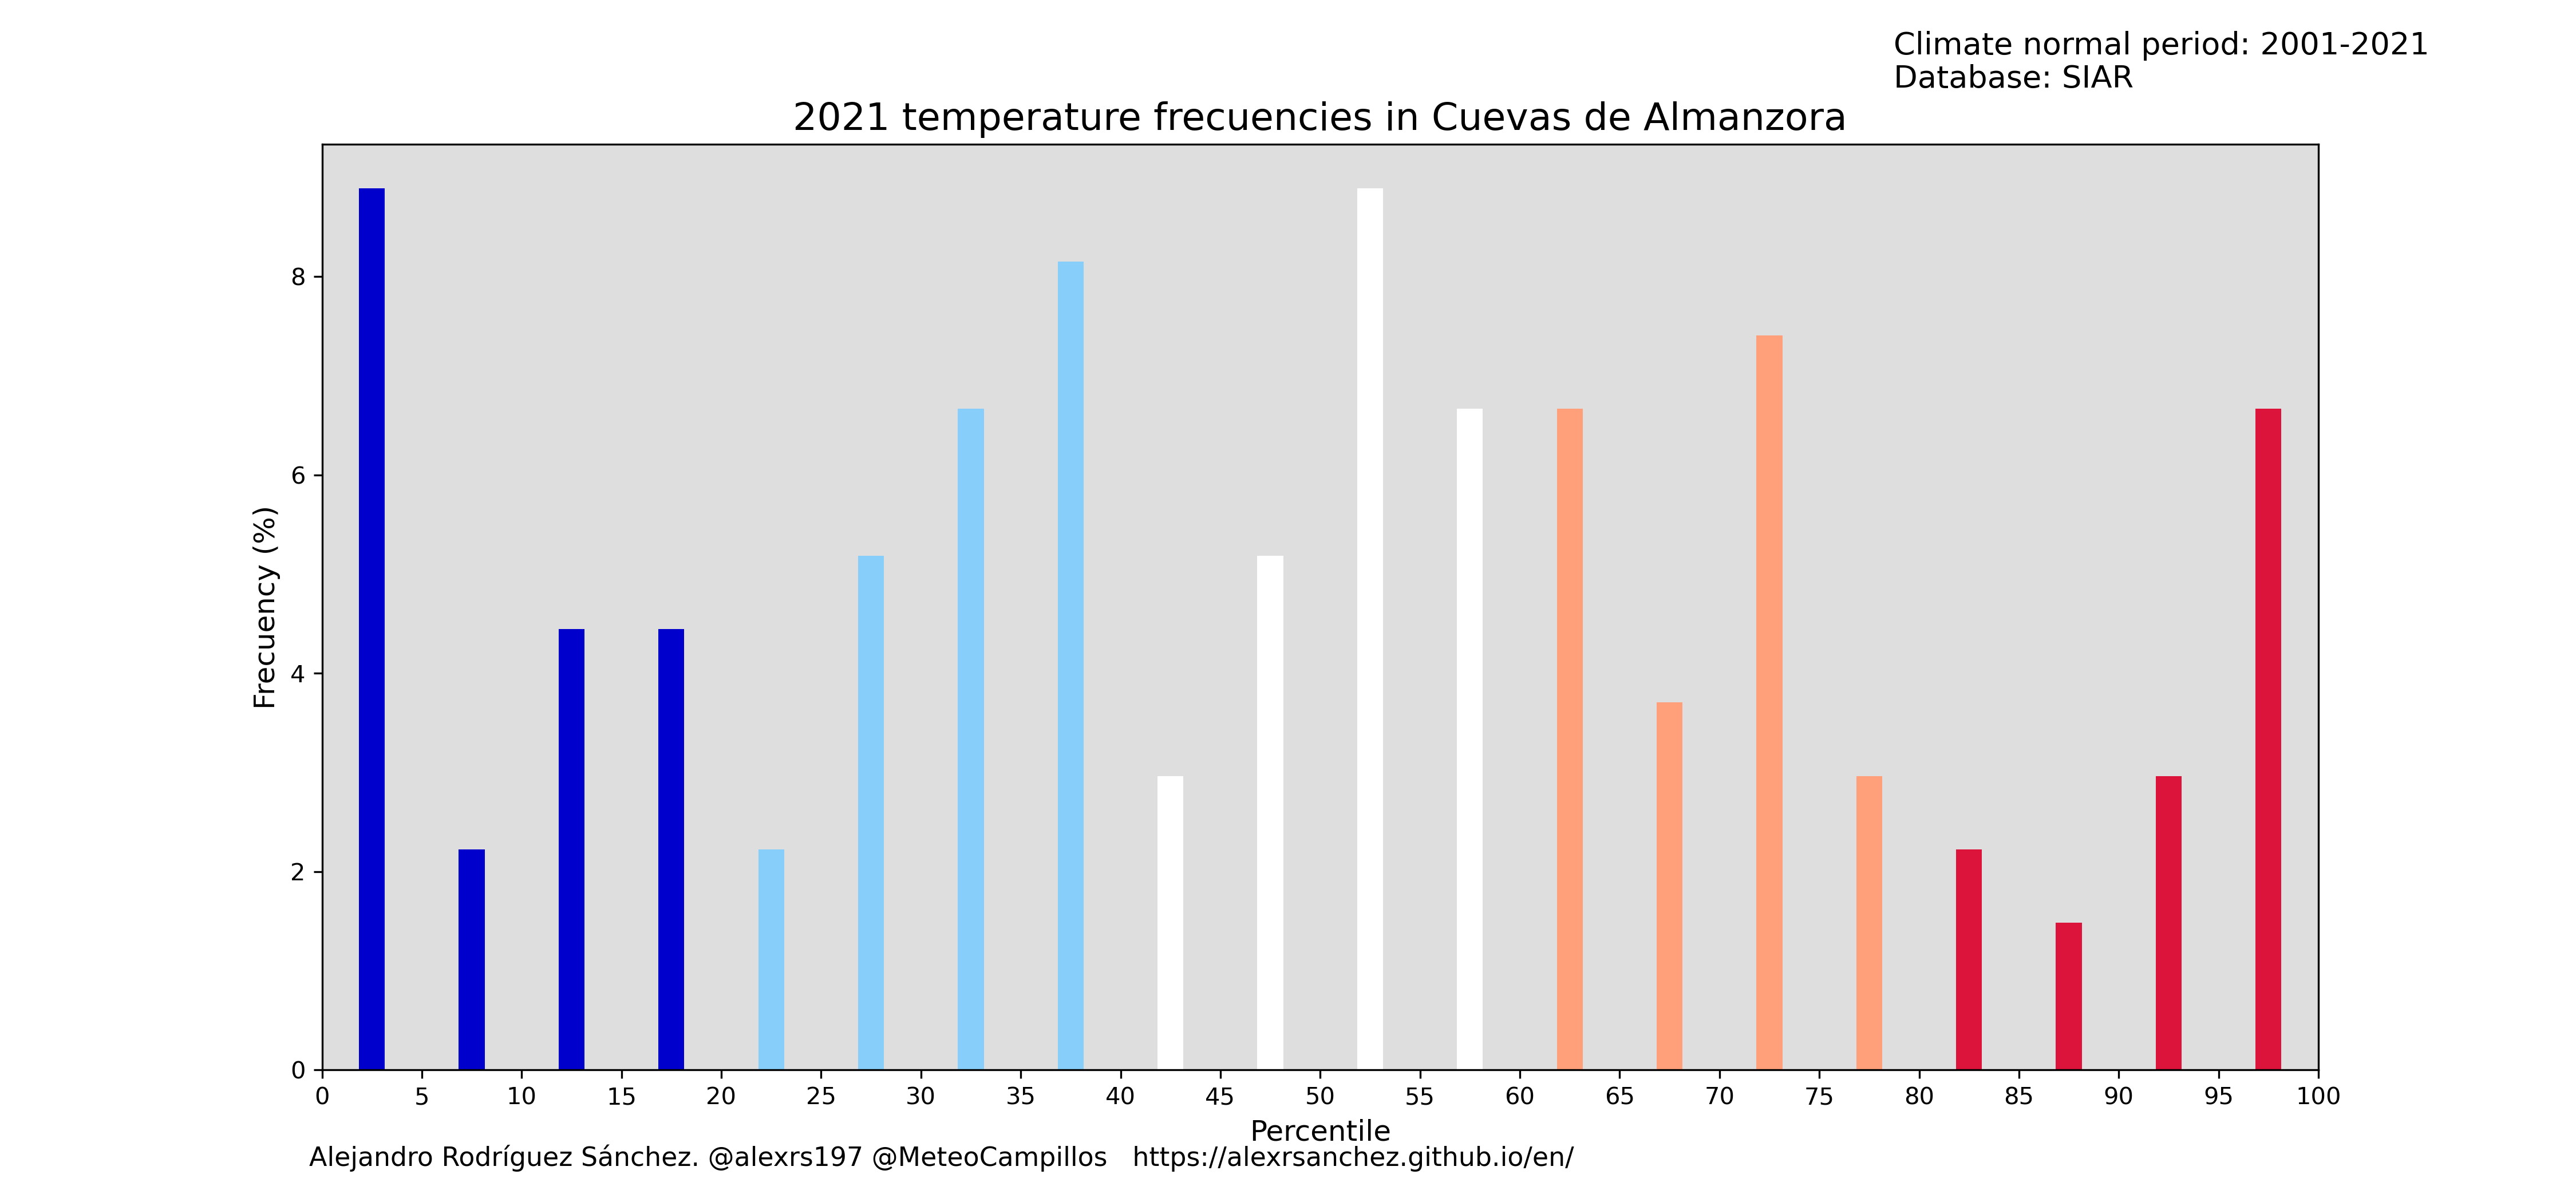 Climate normal period: 2001-2021
Database: SIAR
2021 temperature frecuencies in Cuevas de Almanzora
8
6
4
2
0
Frecuency (%)
0 5 10 15 20 25 30 35 40 45 50 55 60 65 70 75 80 85 90 95 100
Percentile
Alejandro Rodríguez Sánchez. @alexrs197 @MeteoCampillos https://alexrsanchez.github.io/en/